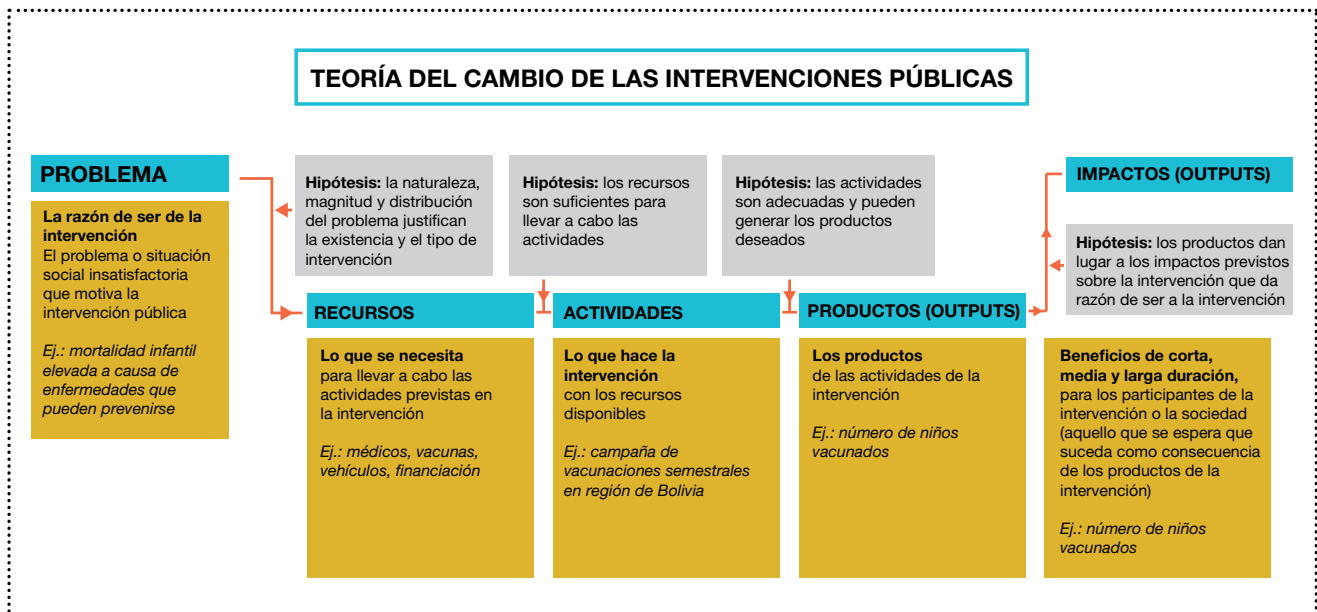 TEORÍA DEL CAMBIO DE LAS INTERVENCIONES PÚBLICAS
PROBLEMA
La razón de ser de la
intervención
El problema o situación
social insatisfactoria
que motiva la
intervención pública
Ej.: mortalidad infantil
elevada a causa de
enfermedades que
pueden prevenirse
Hipótesis: la naturaleza,
magnitud y distribución
del problema justifican
la existencia y el tipo de
intervención
RECURSOS
Lo que se necesita
para llevar a cabo las
actividades previstas en
la intervención
Ej.: médicos, vacunas,
vehículos, financiación
Hipótesis: los recursos
son suficientes para
llevar a cabo las
actividades
ACTIVIDADES
Lo que hace la
intervención
con los recursos
disponibles
Ej.: campaña de
vacunaciones semestrales
en región de Bolivia
Hipótesis: las actividades
son adecuadas y pueden
generar los productos
deseados
PRODUCTOS (OUTPUTS)
Los productos
de las actividades de la
intervención
Ej.: número de niños
vacunados
IMPACTOS (OUTPUTS)
Hipótesis: los productos dan
lugar a los impactos previstos
sobre la intervención que da
razón de ser a la intervención
Beneficios de corta,
media y larga duración,
para los participantes de la
intervención o la sociedad
(aquello que se espera que
suceda como consecuencia
de los productos de la
intervención)
Ej.: número de niños
vacunados